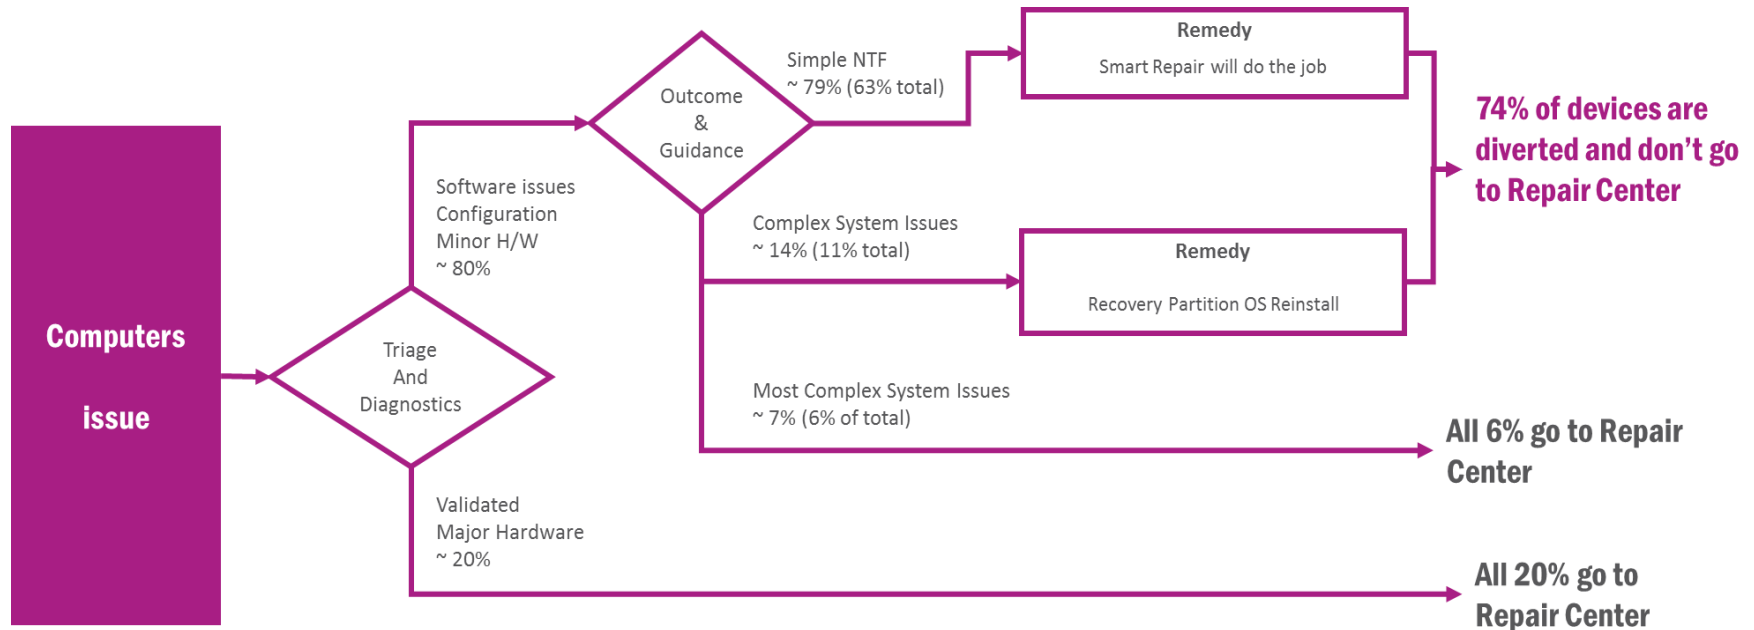 Computers
issue
Triage
And
Diagnostics
Software issues
Configuration
Minor H/W
~ 80%
Validated
Major Hardware
~ 20%
Outcome
&
Guidance
Simple NTF
~ 79% (63% total)
Complex System Issues
~ 14% (11% total)
Most Complex System Issues
~ 7% (6% of total)
Remedy
Smart Repair will do the job
Remedy
Recovery Partition OS Reinstall
74% of devices are
diverted and don’t go
to Repair Center
All 6% go to Repair
Center
All 20% go to
Repair Center